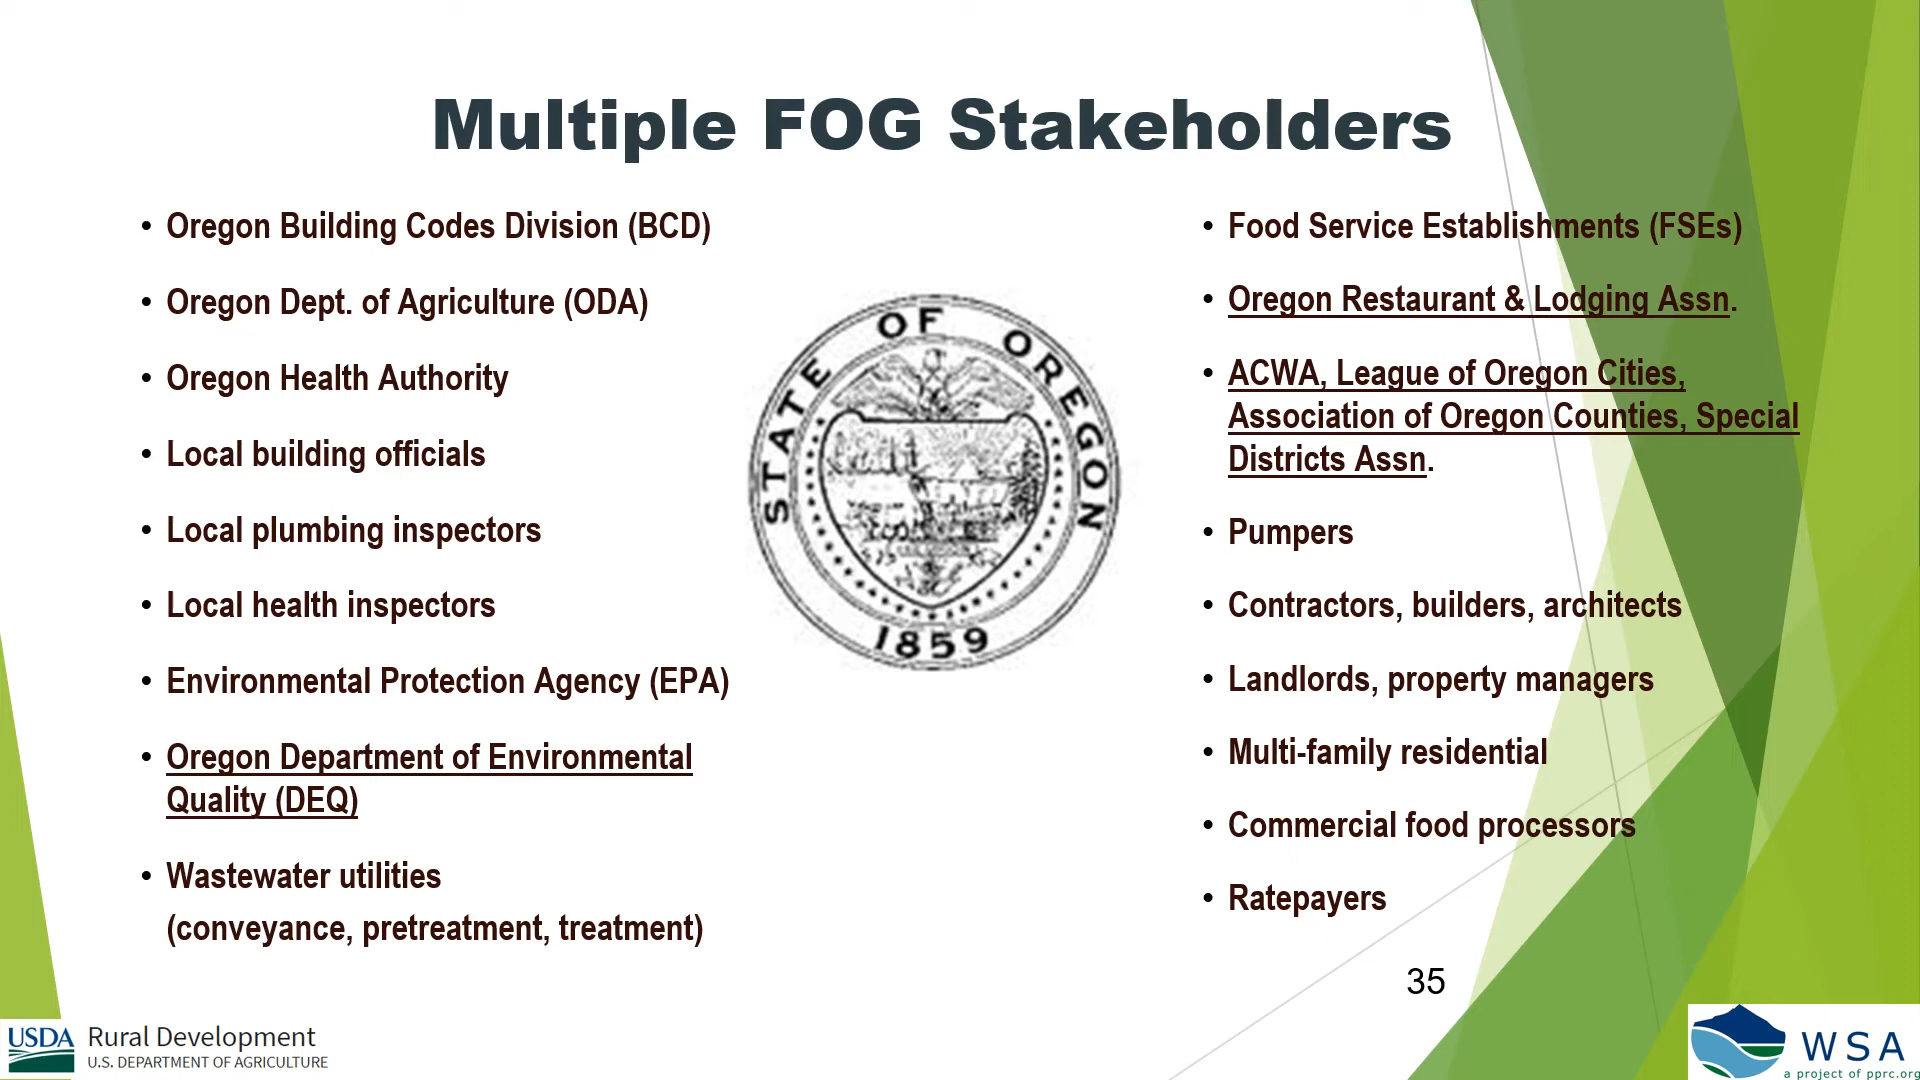 Multiple FOG Stakeholders
• Oregon Building Codes Division (BCD)
• Oregon Dept. of Agriculture (ODA)
• Oregon Health Authority
• Local building officials
• Local plumbing inspectors
• Local health inspectors
• Environmental Protection Agency (EPA)
• Oregon Department of Environmental
Quality (DEQ)
• Wastewater utilities
(conveyance, pretreatment, treatment)
STATE OF OREGON
1859
• Food Service Establishments (FSEs)
• Oregon Restaurant & Lodging Assn.
• ACWA, League of Oregon Cities,
Association of Oregon Counties, Special
Districts Assn.
• Pumpers
• Contractors, builders, architects
• Landlords, property managers
• Multi-family residential
• Commercial food processors
• Ratepayers
35
USDA Rural Development
U.S. DEPARTMENT OF AGRICULTURE
WSA
a project of pprc.org